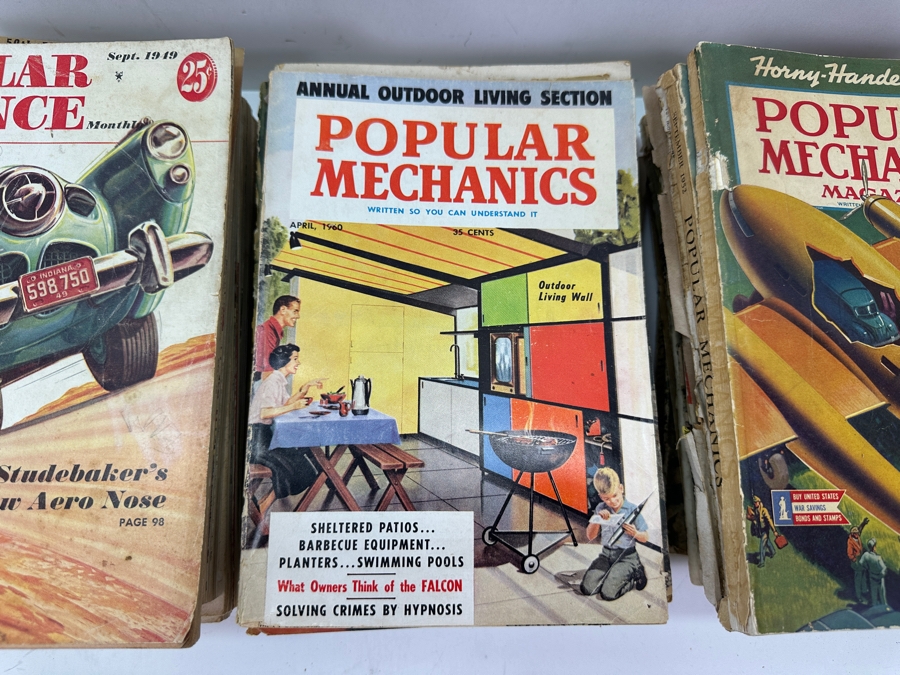 LAR
NCE
Sept. 1949
25¢
Monthly
INDIANA
598 750
49
Studebaker's
w Aero Nose
PAGE 98
ANNUAL OUTDOOR LIVING SECTION
POPULAR
MECHANICS
WRITTEN SO YOU CAN UNDERSTAND IT
APRIL, 1960
35 CENTS
Outdoor
Living Wall
SHELTERED PATIOS...
BARBECUE EQUIPMENT...
PLANTERS...SWIMMING POOLS
What Owners Think of the FALCON
SOLVING CRIMES BY HYPNOSIS
POPULAR MECHANICS
Horny-Hande
POPU
MECHA
MAGAZ
WRITTEN
BUY UNITED STATES
WAR SAVINGS
BONDS AND STAMPS